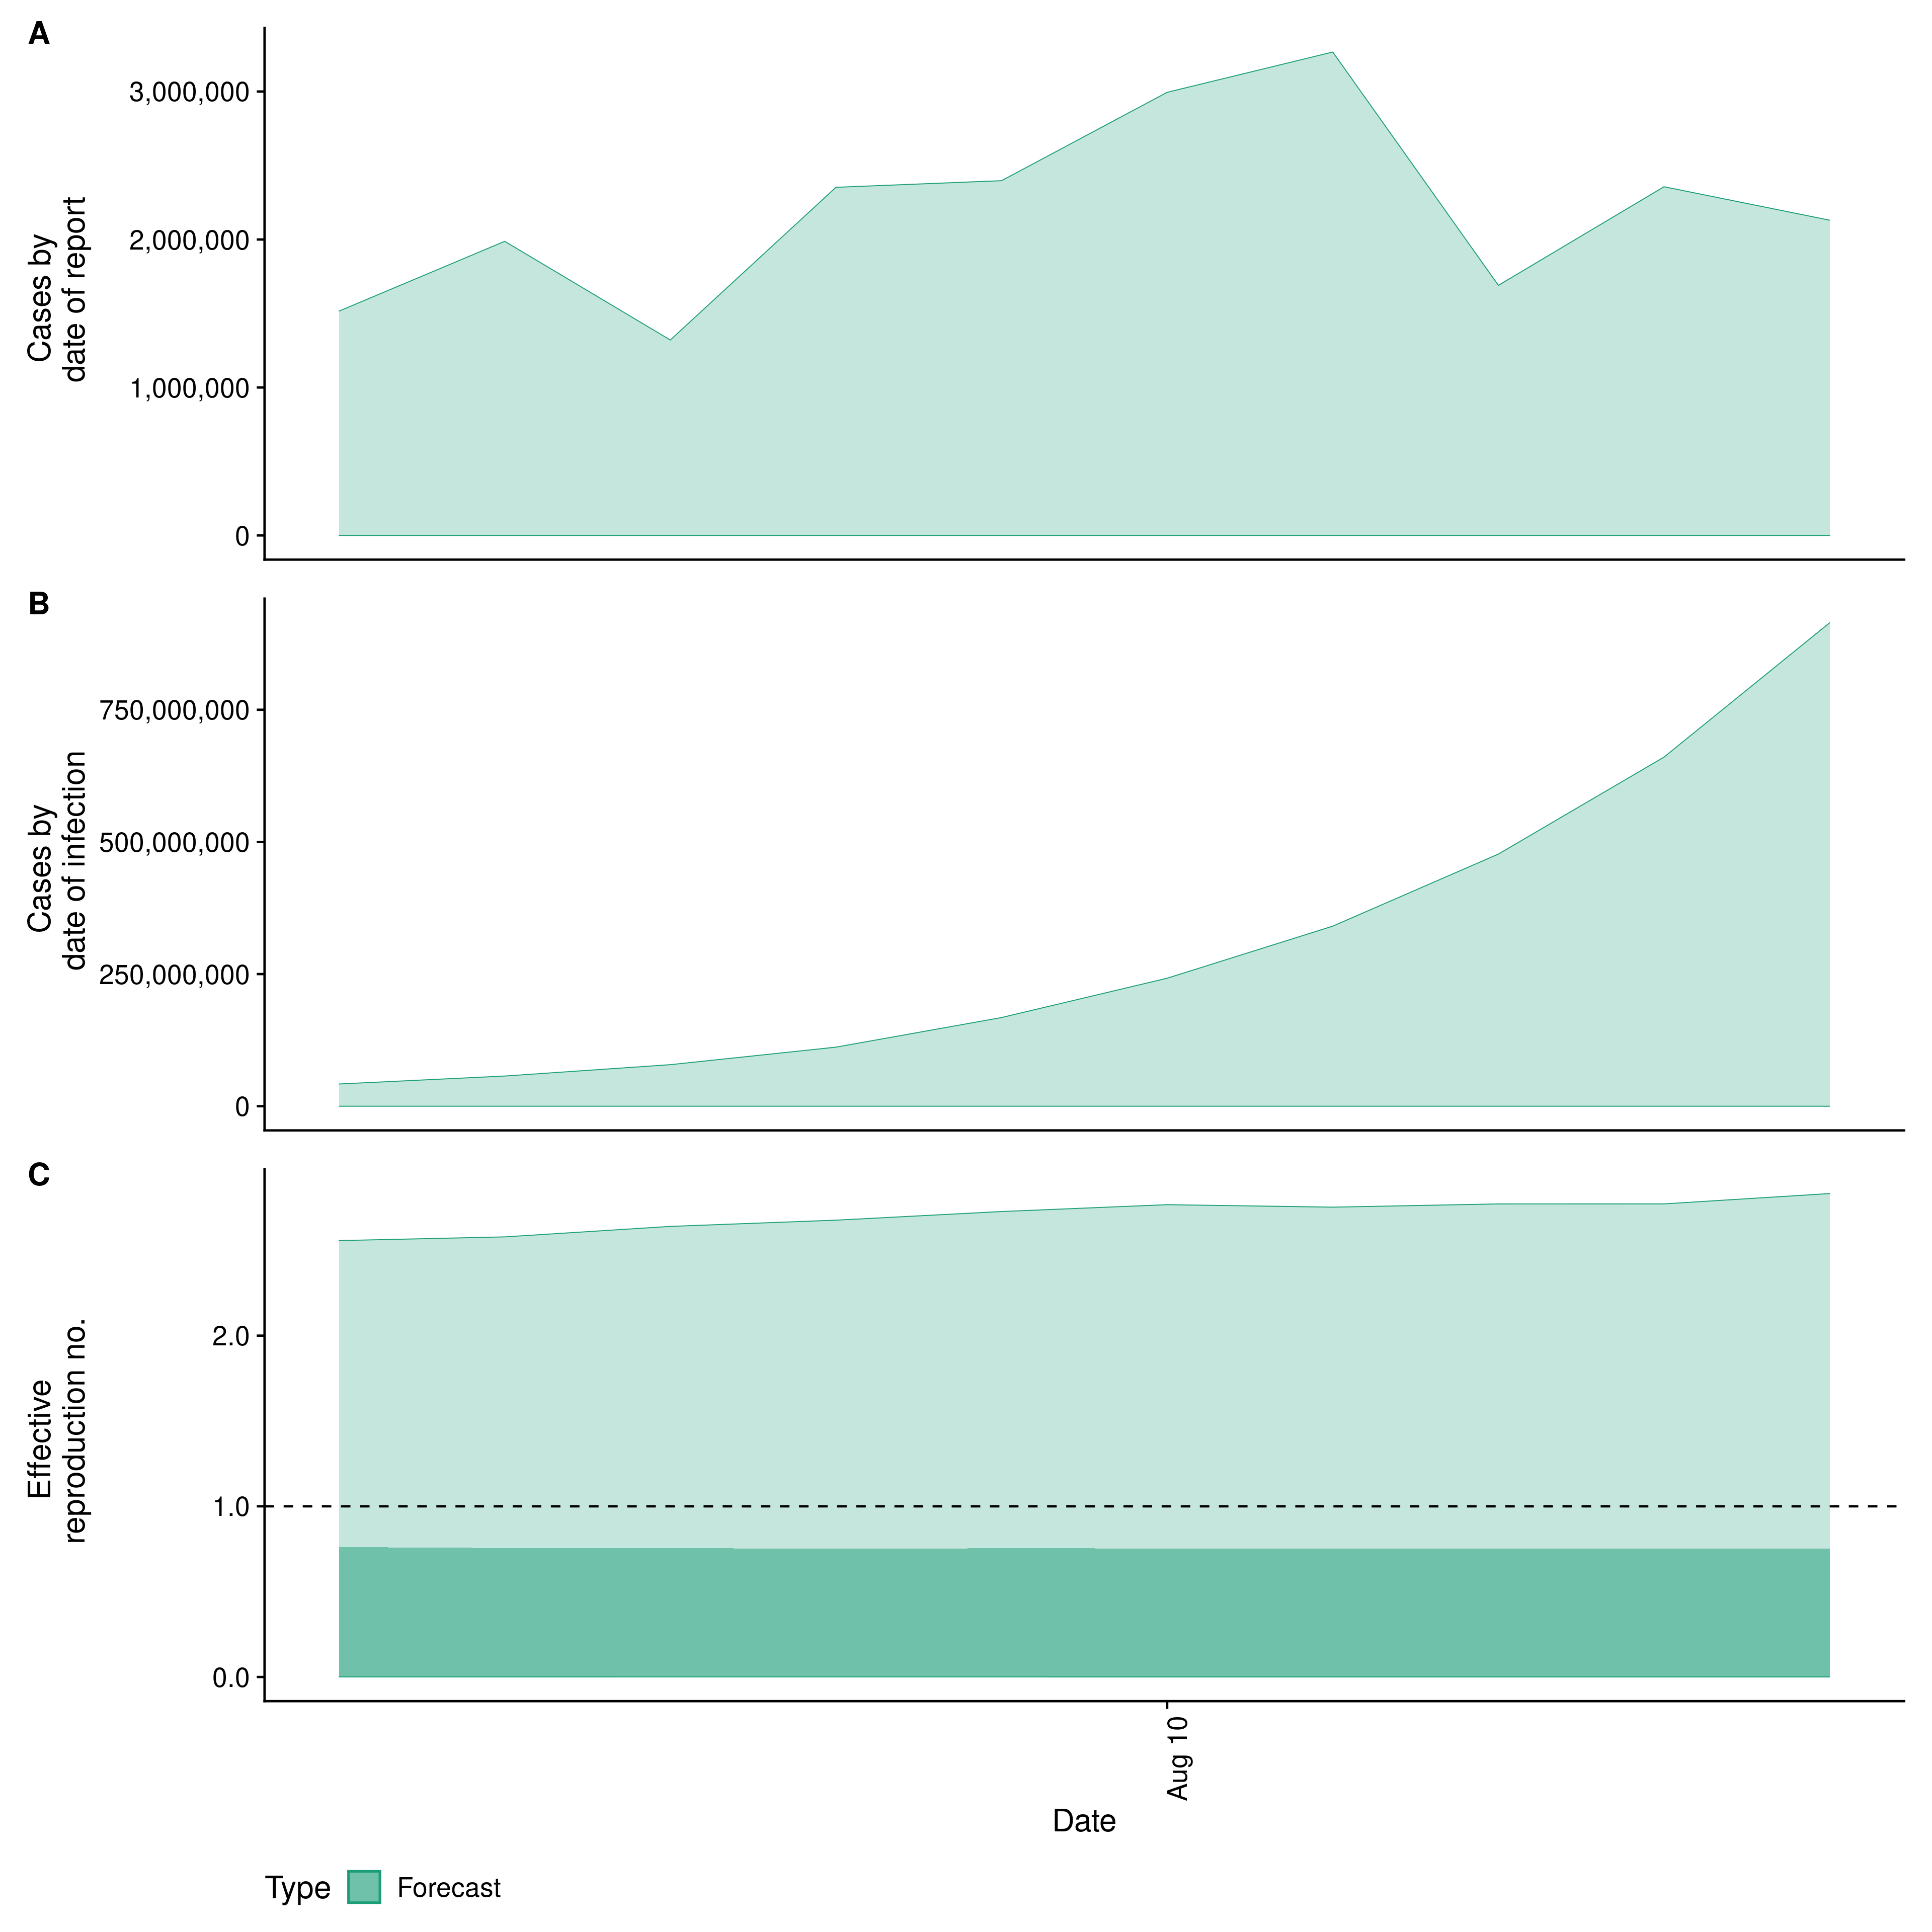 A
Cases by
date of report
3,000,000
2,000,000
1,000,000
0
B
Cases by
date of infection
750,000,000
500,000,000
250,000,000
0
C
Effective
reproduction no.
2.0
1.0
0.0
Aug 10
Date
Type Forecast